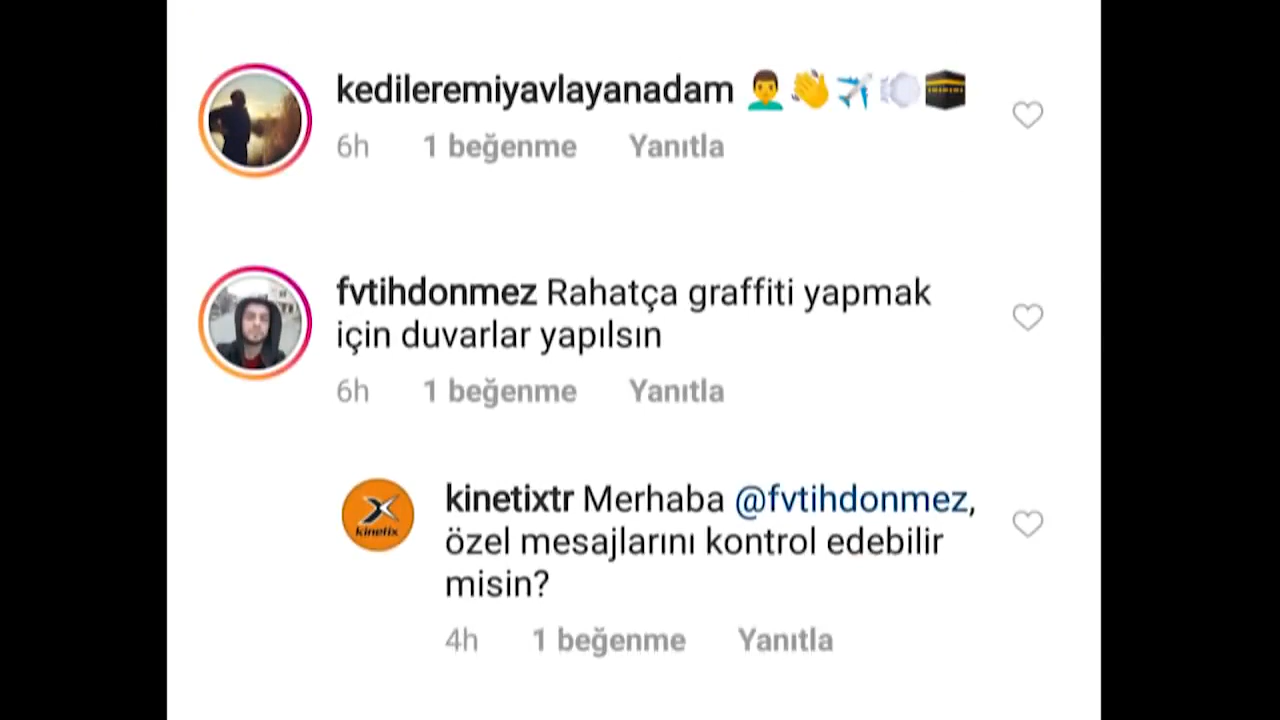 kedileremiyavlayanadam 🤦‍♂️👋✈️💨🕋
6h 1 beğenme Yanıtla
fvtihdonmez Rahatça graffiti yapmak
için duvarlar yapılsın
6h 1 beğenme Yanıtla
kinetix
kinetixtr Merhaba @fvtihdonmez,
özel mesajlarını kontrol edebilir
misin?
4h 1 beğenme Yanıtla